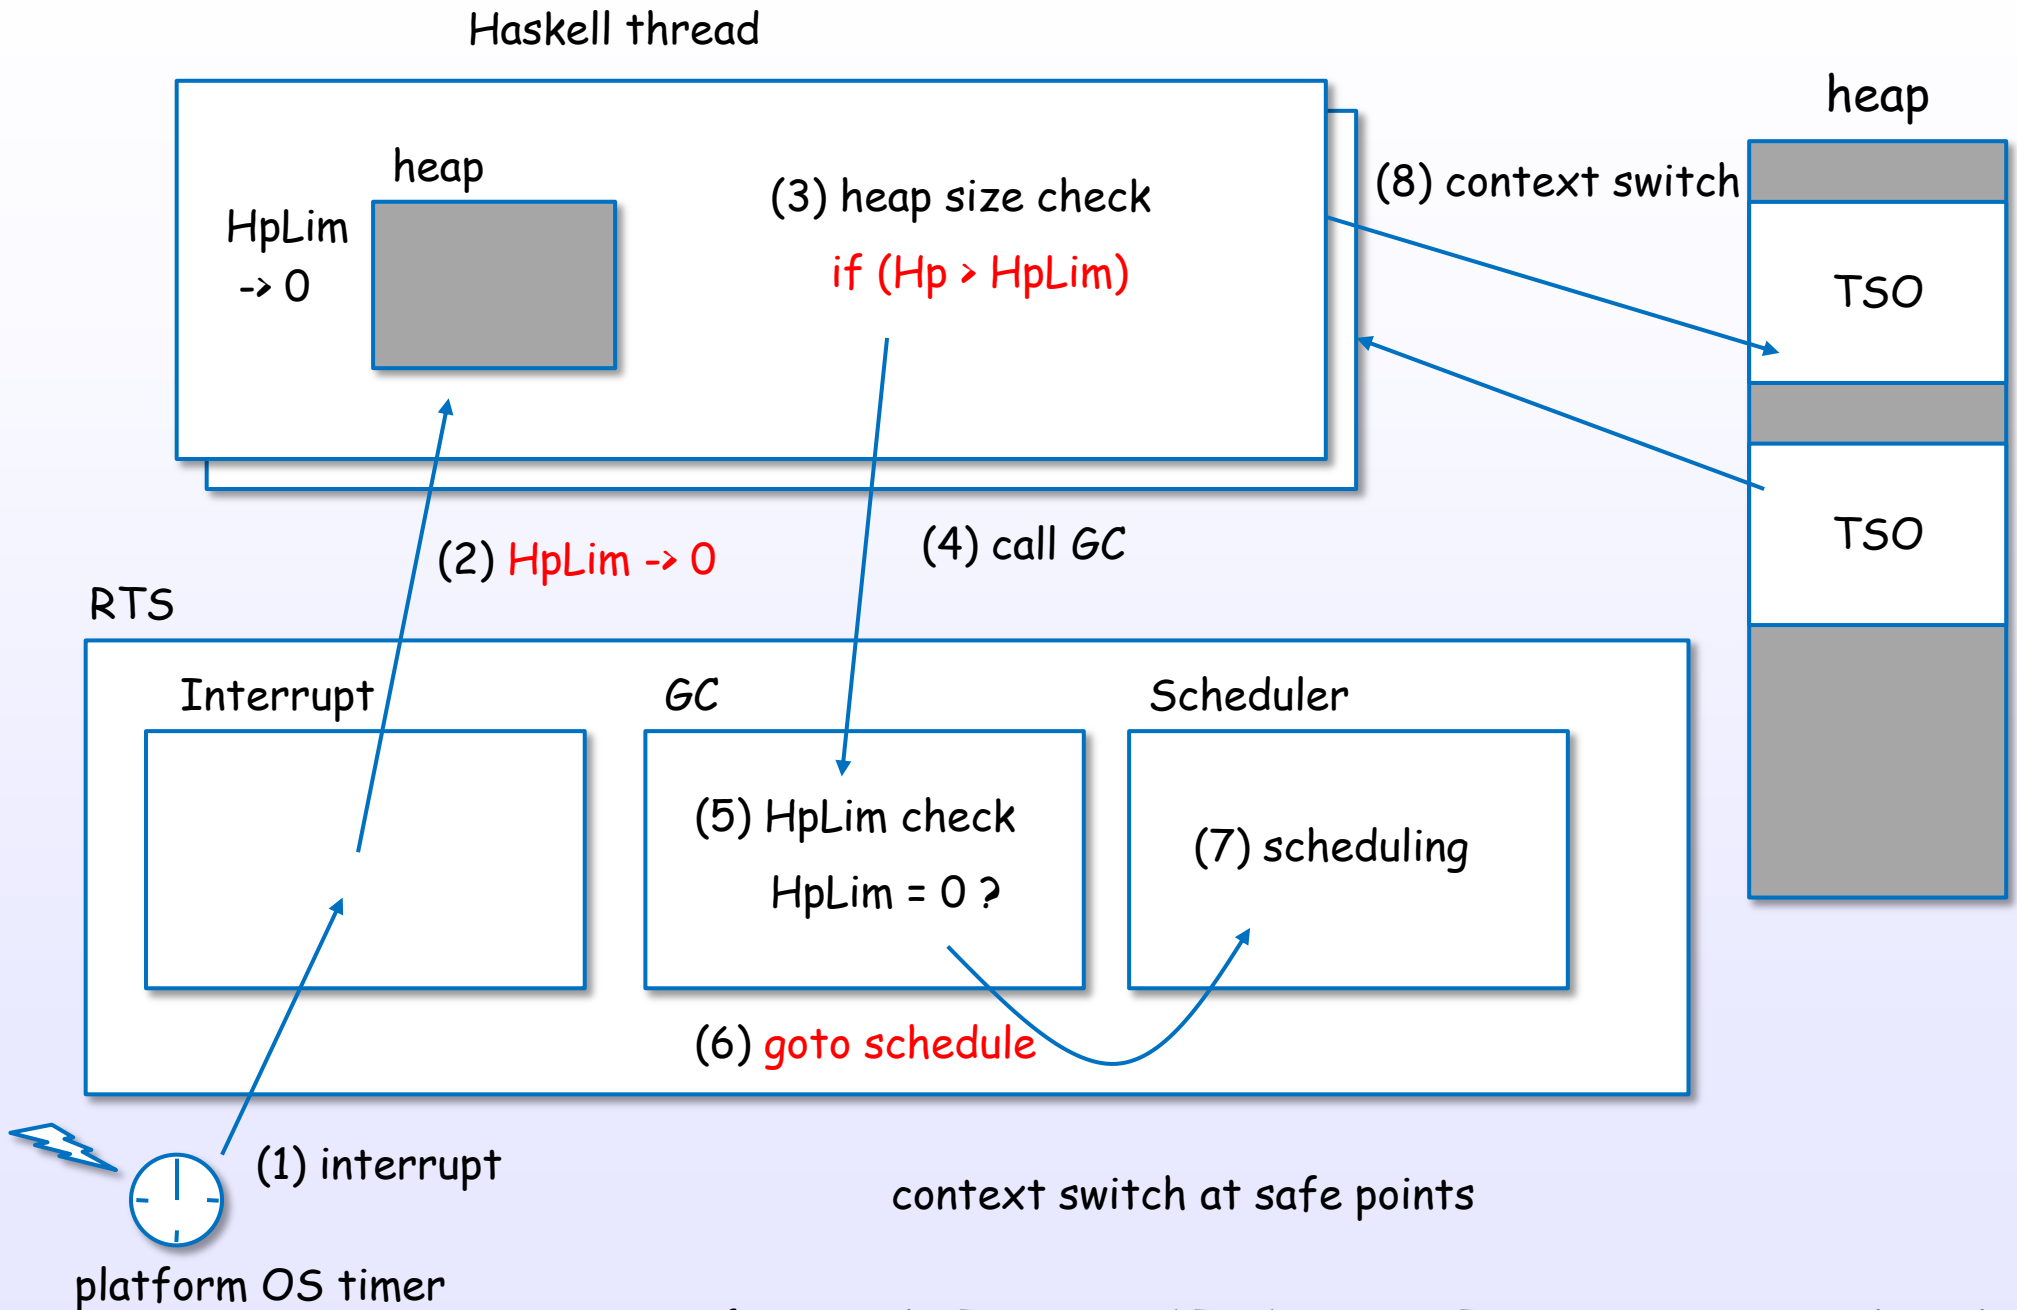 Haskell thread
heap
heap
HpLim
-> 0
(3) heap size check
if (Hp > HpLim)
(8) context switch
TSO
TSO
(2) HpLim -> 0
(4) call GC
RTS
Interrupt
GC
Scheduler
(5) HpLim check
HpLim = 0 ?
(7) scheduling
(6) goto schedule
(1) interrupt
context switch at safe points
platform OS timer